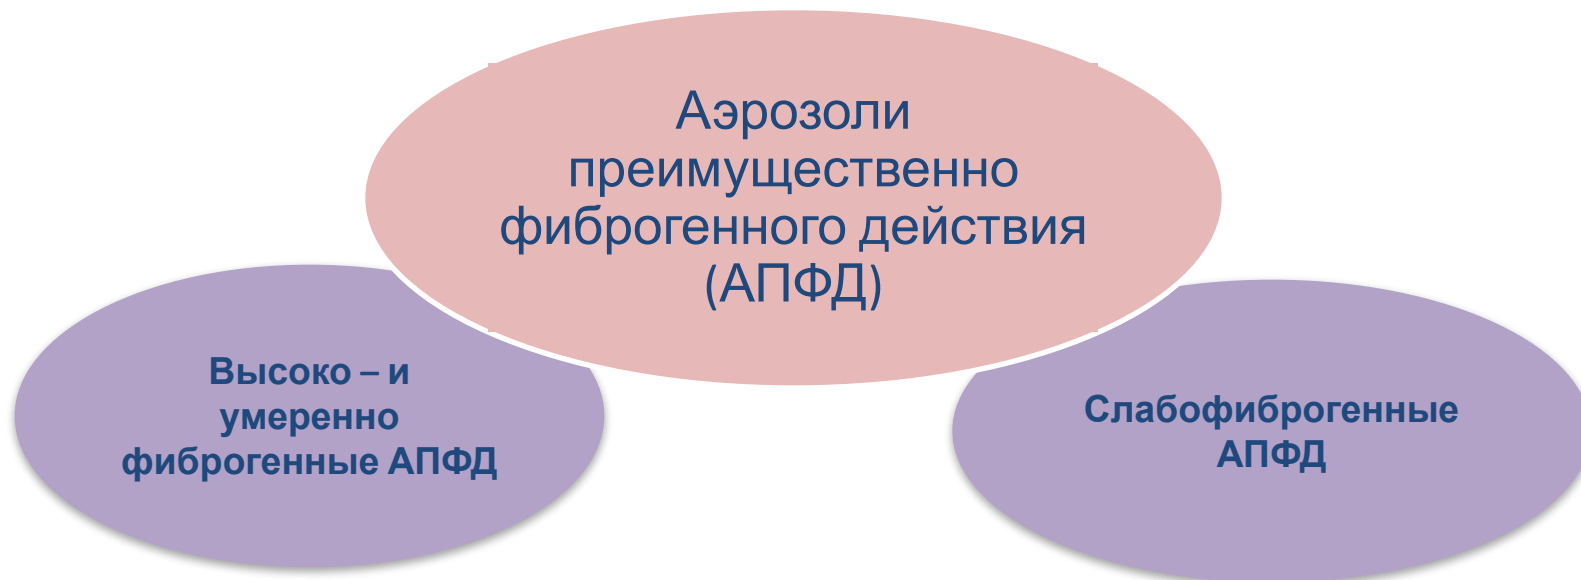 Аэрозоли
преимущественно
фиброгенного действия
(АПФД)
Высоко – и
умеренно
фиброгенные АПФД
Слабофиброгенные
АПФД